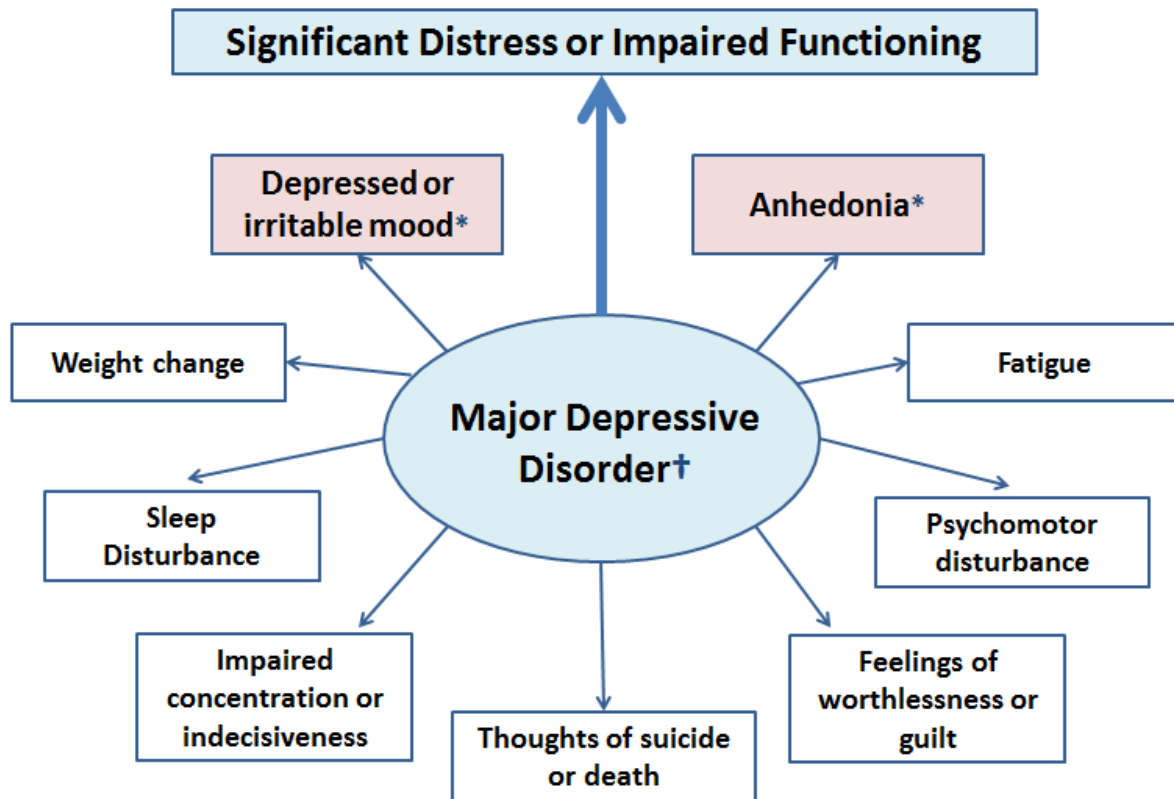 Significant Distress or Impaired Functioning
Depressed or
irritable mood*
Anhedonia*
Weight change
Fatigue
Major Depressive
Disorder†
Sleep
Disturbance
Psychomotor
disturbance
Impaired
concentration or
indecisiveness
Thoughts of suicide
or death
Feelings of
worthlessness or
guilt